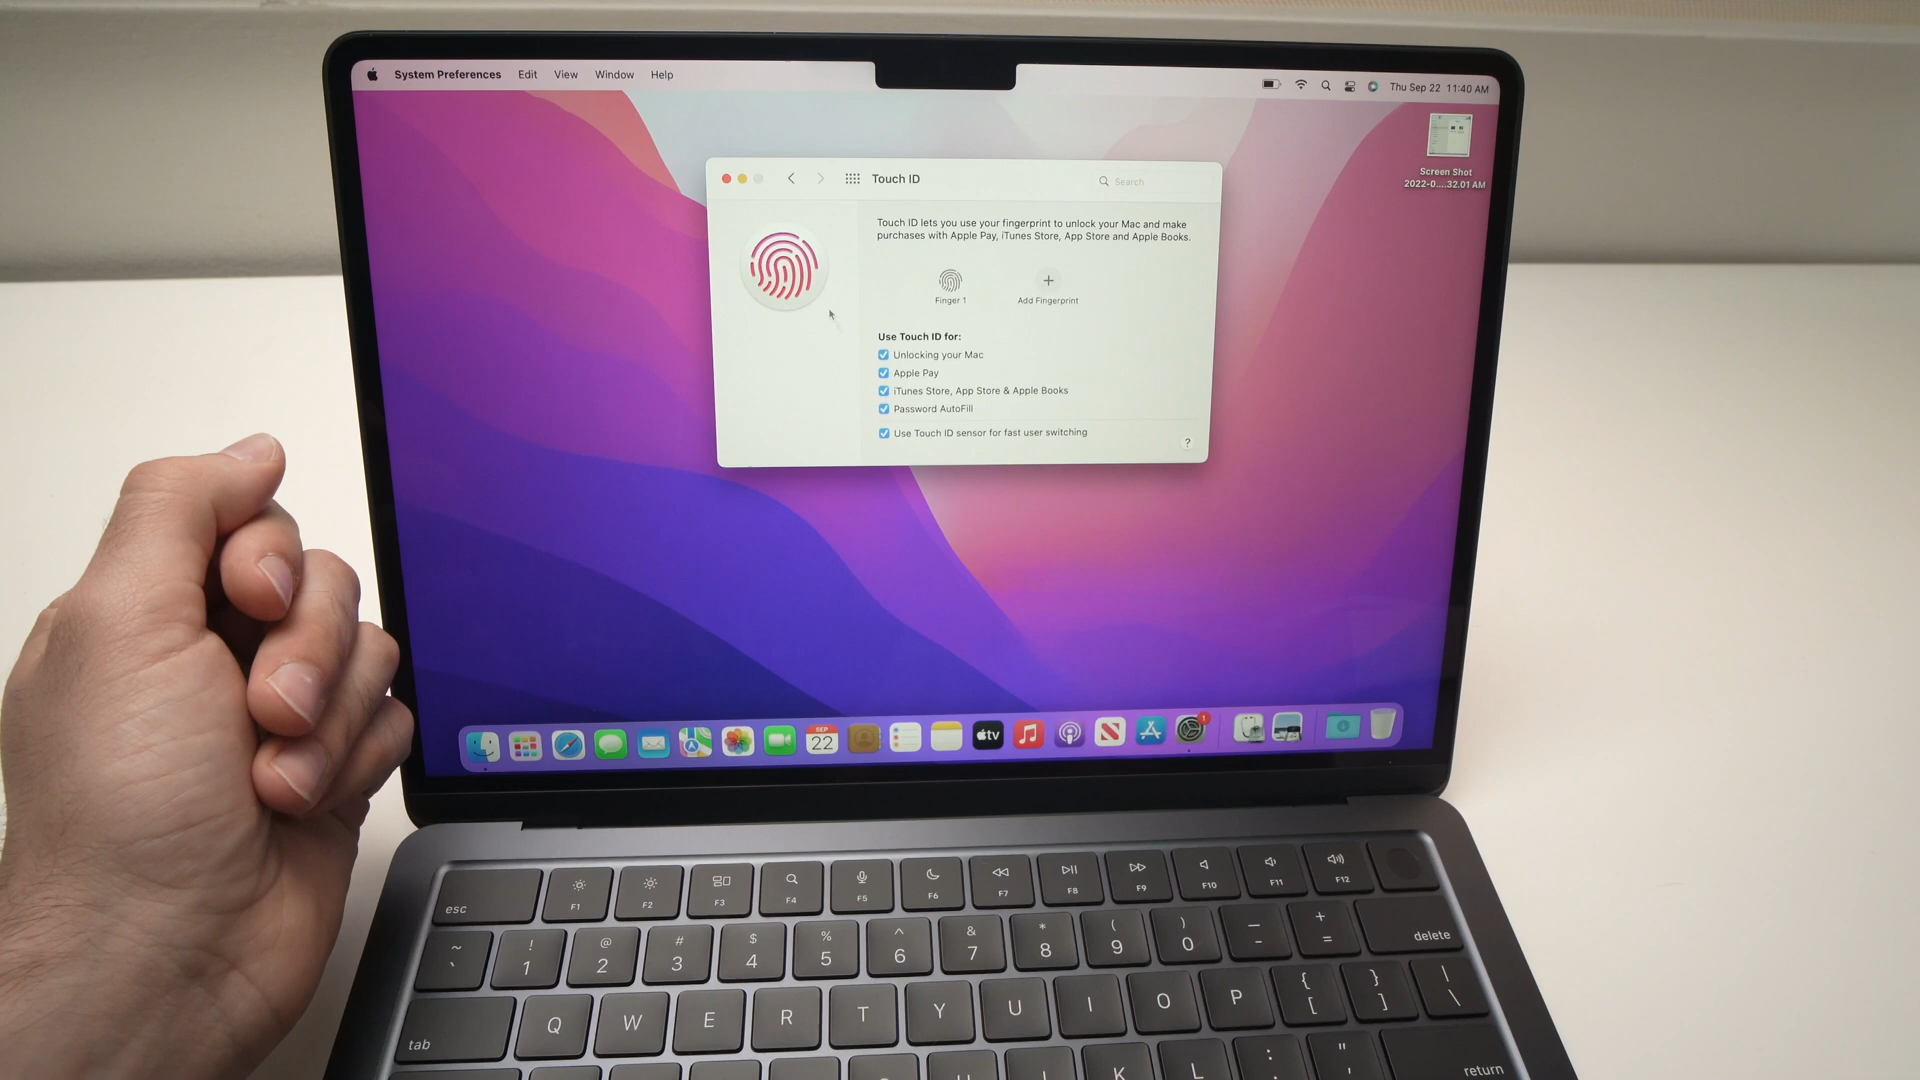 System Preferences Edit View Window Help
Thu Sep 22 11:40 AM
Screen Shot
2022-0....32.01 AM
Touch ID
Search
Touch ID lets you use your fingerprint to unlock your Mac and make
purchases with Apple Pay, iTunes Store, App Store and Apple Books.
Finger 1
Add Fingerprint
Use Touch ID for:
Unlocking your Mac
Apple Pay
iTunes Store, App Store & Apple Books
Password AutoFill
Use Touch ID sensor for fast user switching
?
SEP
22
tv
1
esc F1 F2 F3 F4 F5 F6 F7 F8 F9 F10 F11 F12
~ ! @ # $ % ^ & * ( ) — +
` 1 2 3 4 5 6 7 8 9 0 - = delete
tab Q W E R T Y U I O P { [ } ] | \
K L : " ' return